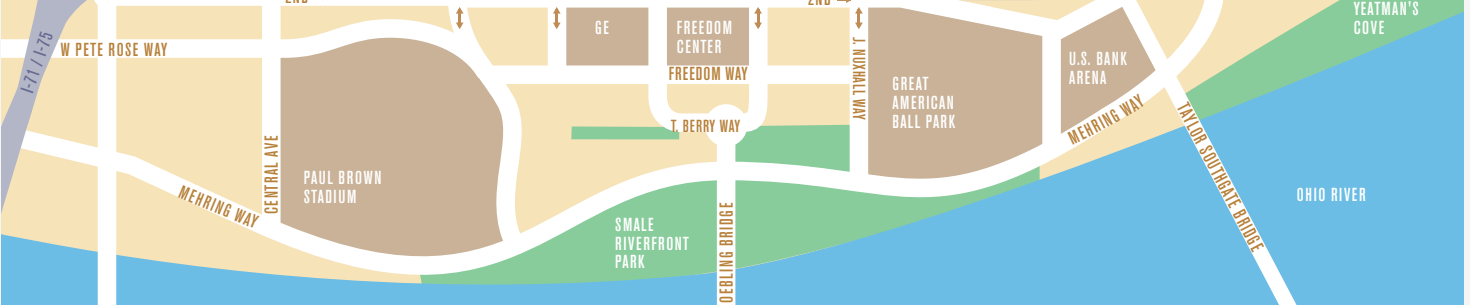 2ND
2ND
YEATMAN'S
COVE
I-71 / I-75
W PETE ROSE WAY
GE
FREEDOM
CENTER
FREEDOM WAY
J. NUXHALL WAY
U.S. BANK
ARENA
GREAT
AMERICAN
BALL PARK
T. BERRY WAY
MEHRING WAY
TAYLOR SOUTHGATE BRIDGE
CENTRAL AVE
PAUL BROWN
STADIUM
MEHRING WAY
OHIO RIVER
SMALE
RIVERFRONT
PARK
OEBLING BRIDGE